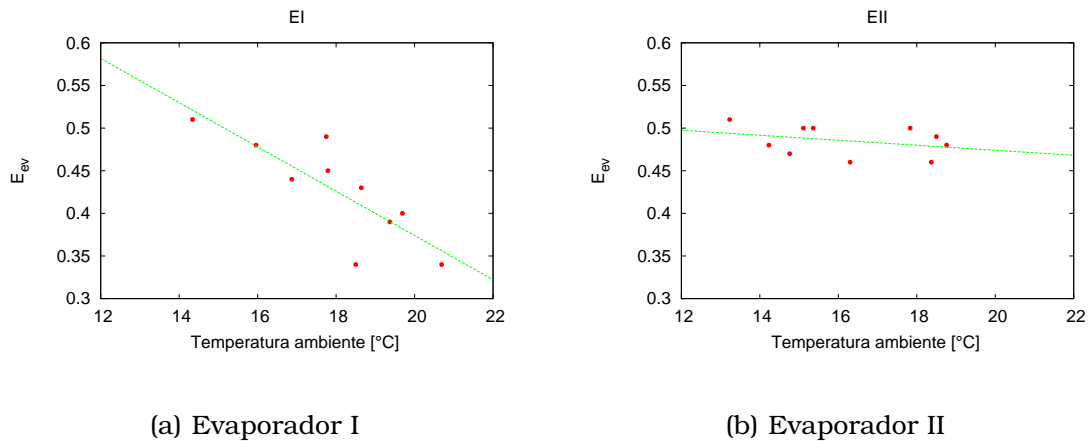 EI
0.6
0.55
0.5
0.45
0.4
0.35
0.3
E_ev
12 14 16 18 20 22
Temperatura ambiente [°C]
(a) Evaporador I
EII
0.6
0.55
0.5
0.45
0.4
0.35
0.3
E_ev
12 14 16 18 20 22
Temperatura ambiente [°C]
(b) Evaporador II